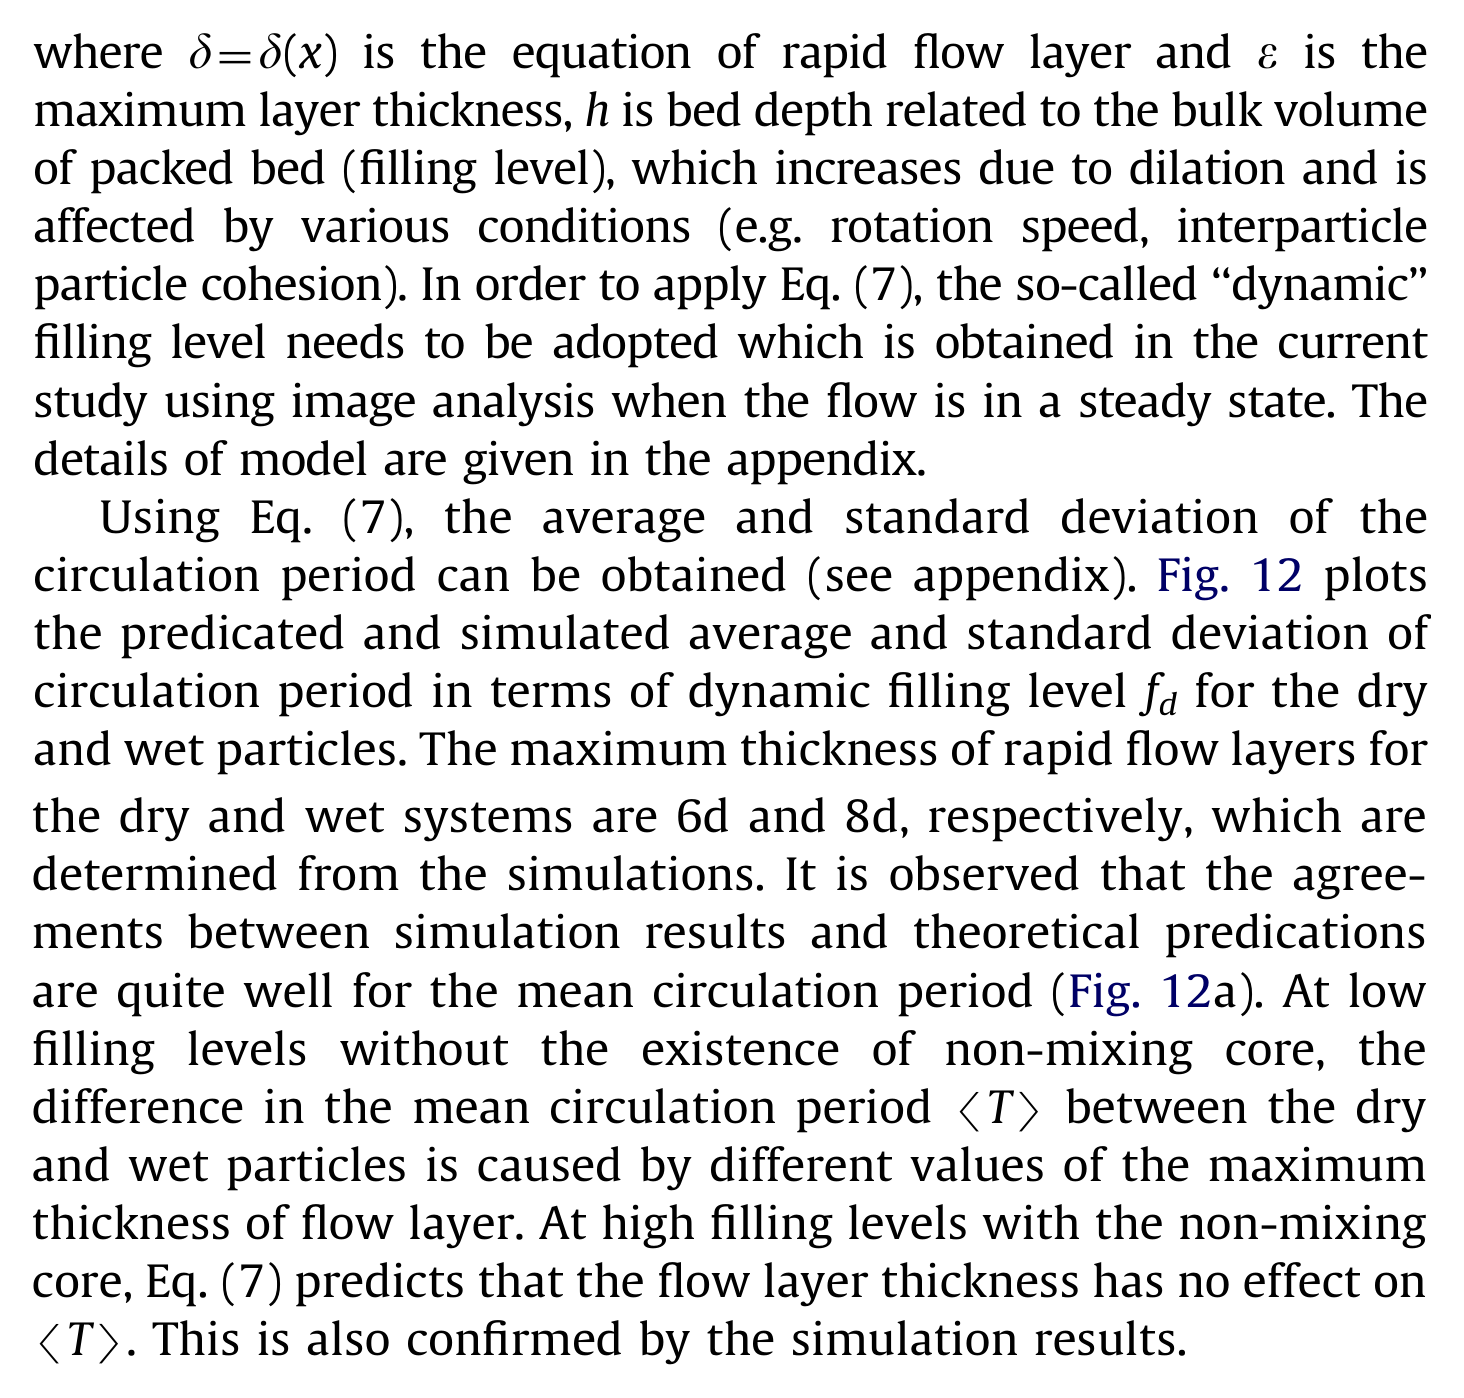 where δ=δ(x) is the equation of rapid flow layer and ε is the
maximum layer thickness, h is bed depth related to the bulk volume
of packed bed (filling level), which increases due to dilation and is
affected by various conditions (e.g. rotation speed, interparticle
particle cohesion). In order to apply Eq. (7), the so-called “dynamic”
filling level needs to be adopted which is obtained in the current
study using image analysis when the flow is in a steady state. The
details of model are given in the appendix.
Using Eq. (7), the average and standard deviation of the
circulation period can be obtained (see appendix). Fig. 12 plots
the predicated and simulated average and standard deviation of
circulation period in terms of dynamic filling level f_d for the dry
and wet particles. The maximum thickness of rapid flow layers for
the dry and wet systems are 6d and 8d, respectively, which are
determined from the simulations. It is observed that the agree-
ments between simulation results and theoretical predications
are quite well for the mean circulation period (Fig. 12a). At low
filling levels without the existence of non-mixing core, the
difference in the mean circulation period ⟨T⟩ between the dry
and wet particles is caused by different values of the maximum
thickness of flow layer. At high filling levels with the non-mixing
core, Eq. (7) predicts that the flow layer thickness has no effect on
⟨T⟩. This is also confirmed by the simulation results.